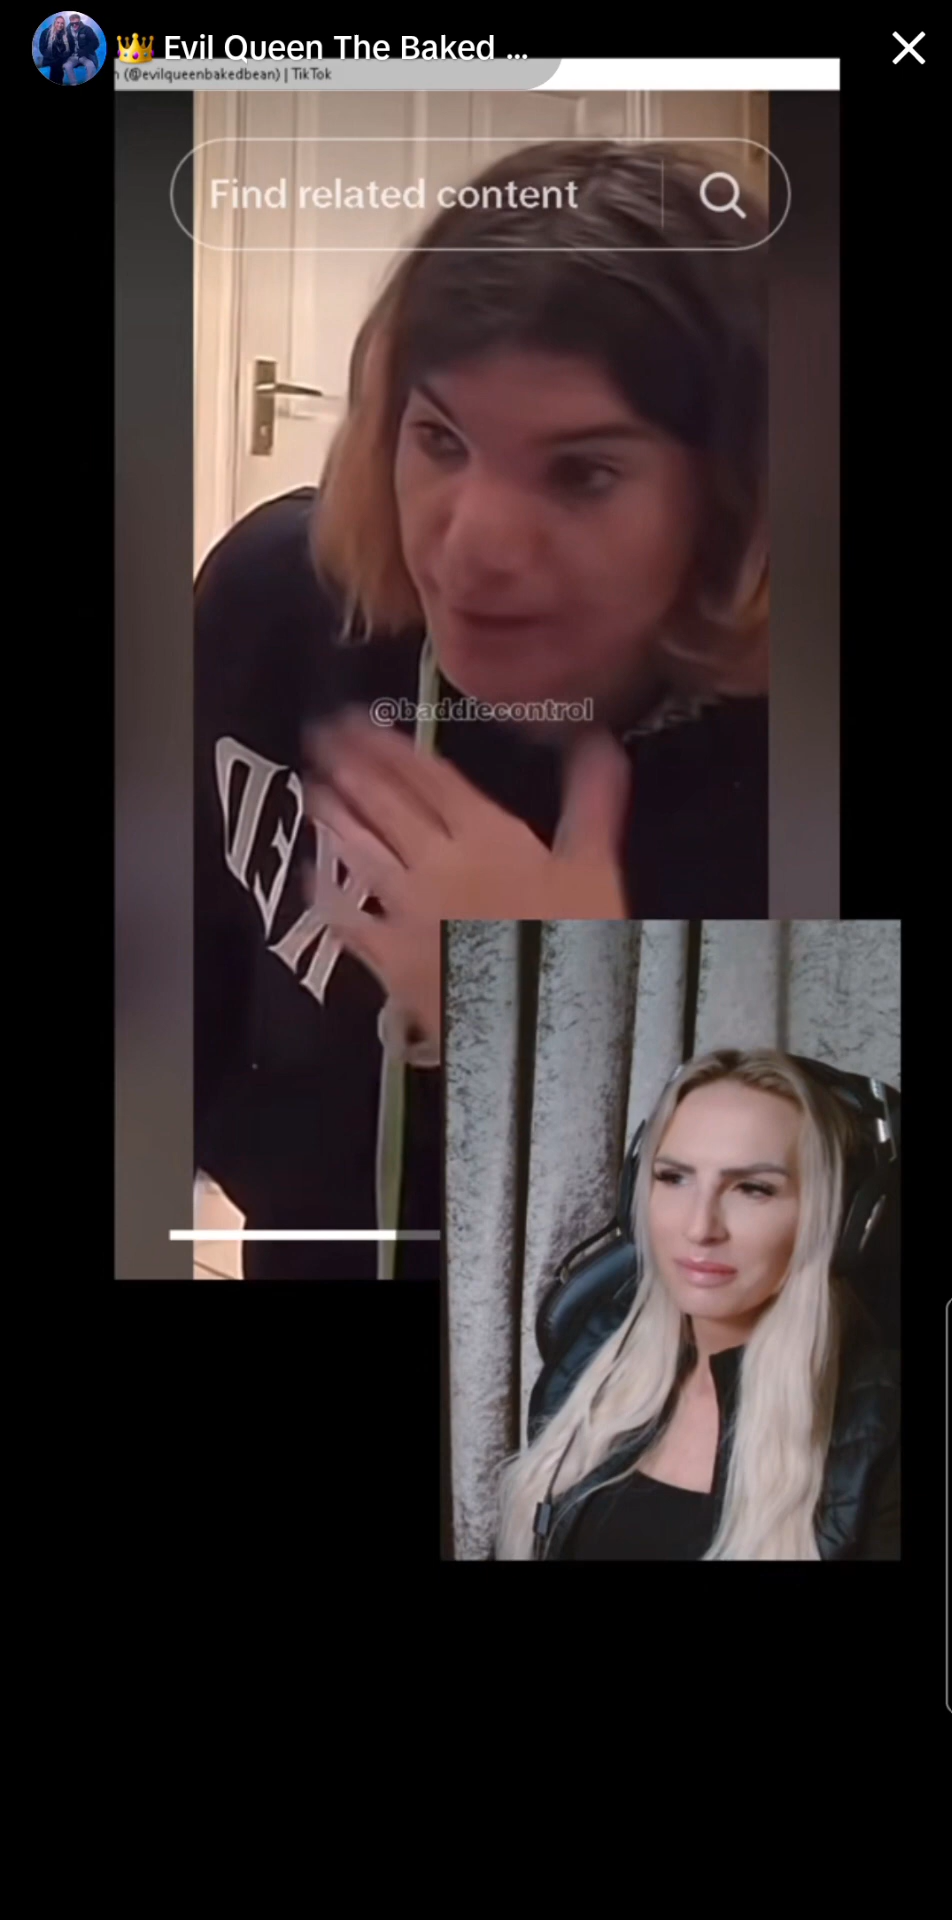 👑 Evil Queen The Baked ...
(@evilqueenbakedbean) | TikTok
Find related content
@baddiecontrol